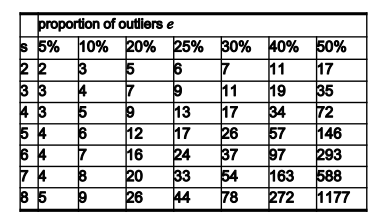 proportion of outliers e
s 5% 10% 20% 25% 30% 40% 50%
2 2 3 5 6 7 11 17
3 3 4 7 9 11 19 35
4 3 5 9 13 17 34 72
5 4 6 12 17 26 57 146
6 4 7 16 24 37 97 293
7 4 8 20 33 54 163 588
8 5 9 26 44 78 272 1177